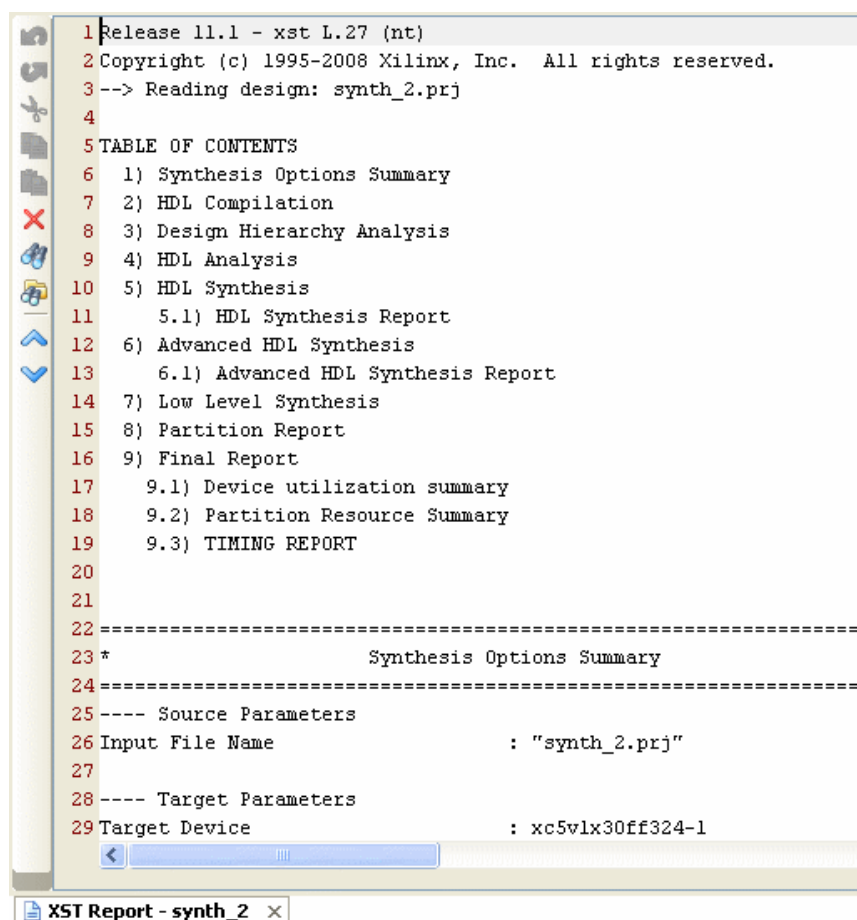 1 Release 11.1 - xst L.27 (nt)
2 Copyright (c) 1995-2008 Xilinx, Inc.  All rights reserved.
3 --> Reading design: synth_2.prj
4
5 TABLE OF CONTENTS
6   1) Synthesis Options Summary
7   2) HDL Compilation
8   3) Design Hierarchy Analysis
9   4) HDL Analysis
10   5) HDL Synthesis
11      5.1) HDL Synthesis Report
12   6) Advanced HDL Synthesis
13      6.1) Advanced HDL Synthesis Report
14   7) Low Level Synthesis
15   8) Partition Report
16   9) Final Report
17     9.1) Device utilization summary
18     9.2) Partition Resource Summary
19     9.3) TIMING REPORT
20
21
22 =================================================================
23 *                      Synthesis Options Summary
24 =================================================================
25 ---- Source Parameters
26 Input File Name                    : "synth_2.prj"
27
28 ---- Target Parameters
29 Target Device                      : xc5vlx30ff324-1
XST Report - synth_2 ×